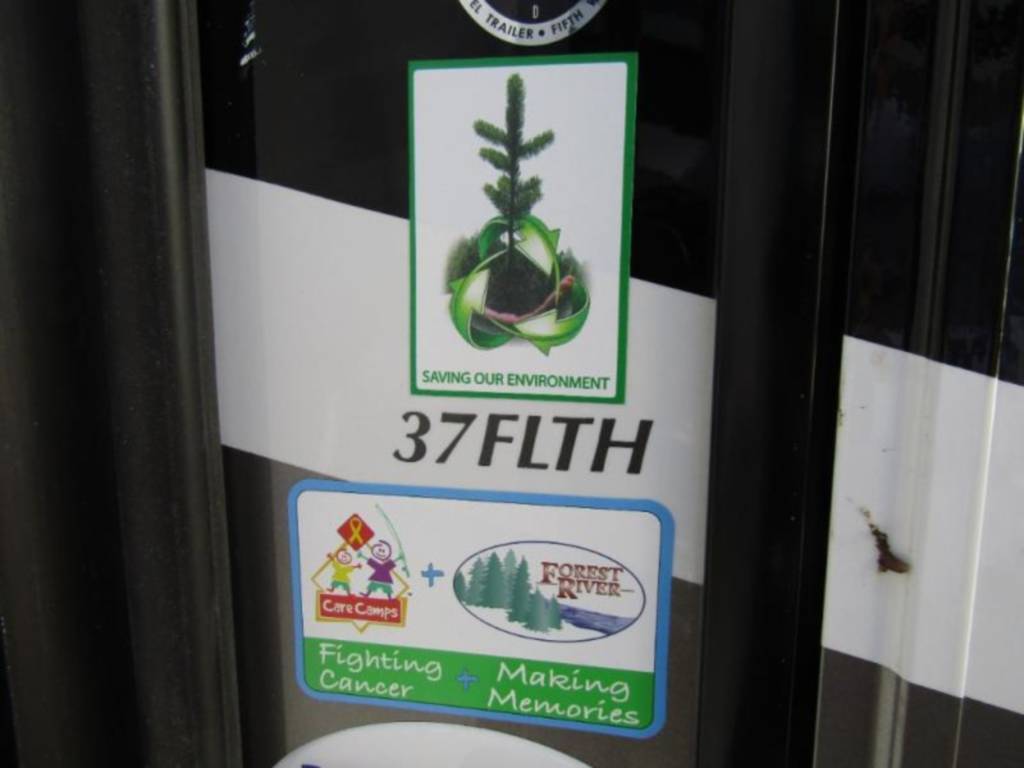 EL TRAILER • FIFTH
D
SAVING OUR ENVIRONMENT
37FLTH
Care Camps
+
FOREST
RIVER
Fighting + Making
Cancer Memories